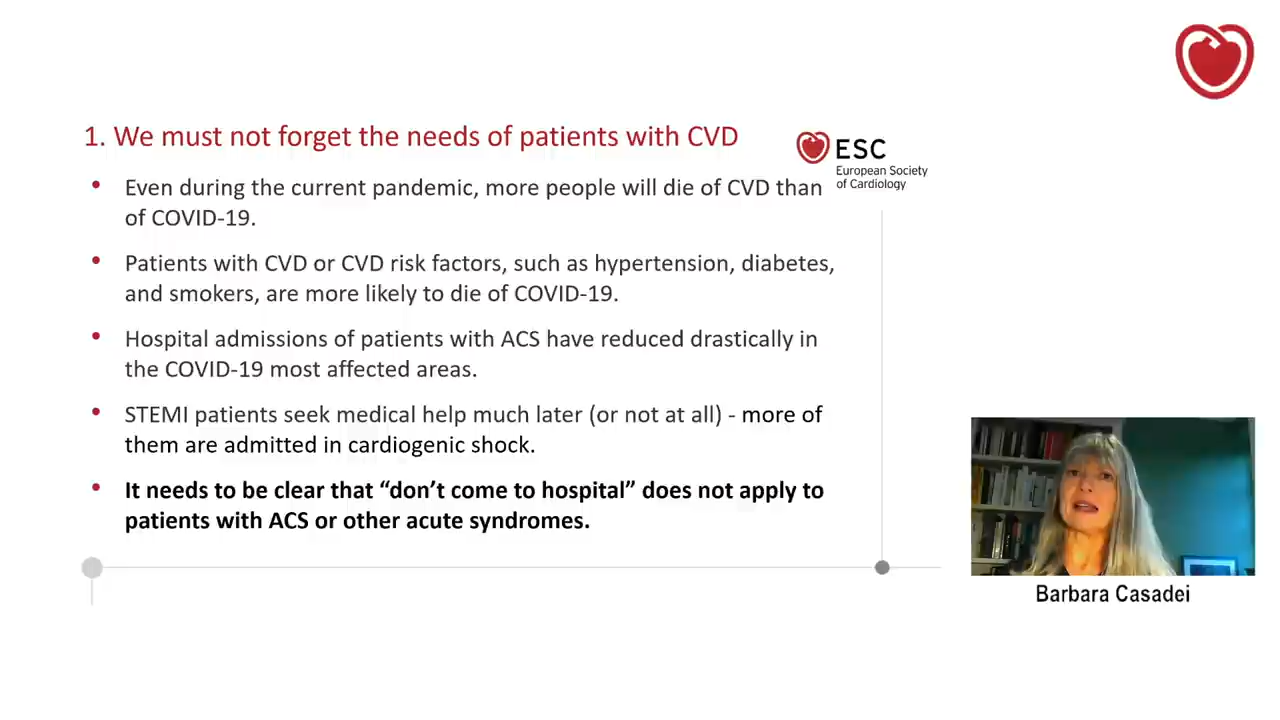 1. We must not forget the needs of patients with CVD
ESC
European Society
of Cardiology
• Even during the current pandemic, more people will die of CVD than
of COVID-19.
• Patients with CVD or CVD risk factors, such as hypertension, diabetes,
and smokers, are more likely to die of COVID-19.
• Hospital admissions of patients with ACS have reduced drastically in
the COVID-19 most affected areas.
• STEMI patients seek medical help much later (or not at all) - more of
them are admitted in cardiogenic shock.
• It needs to be clear that “don’t come to hospital” does not apply to
patients with ACS or other acute syndromes.
Barbara Casadei